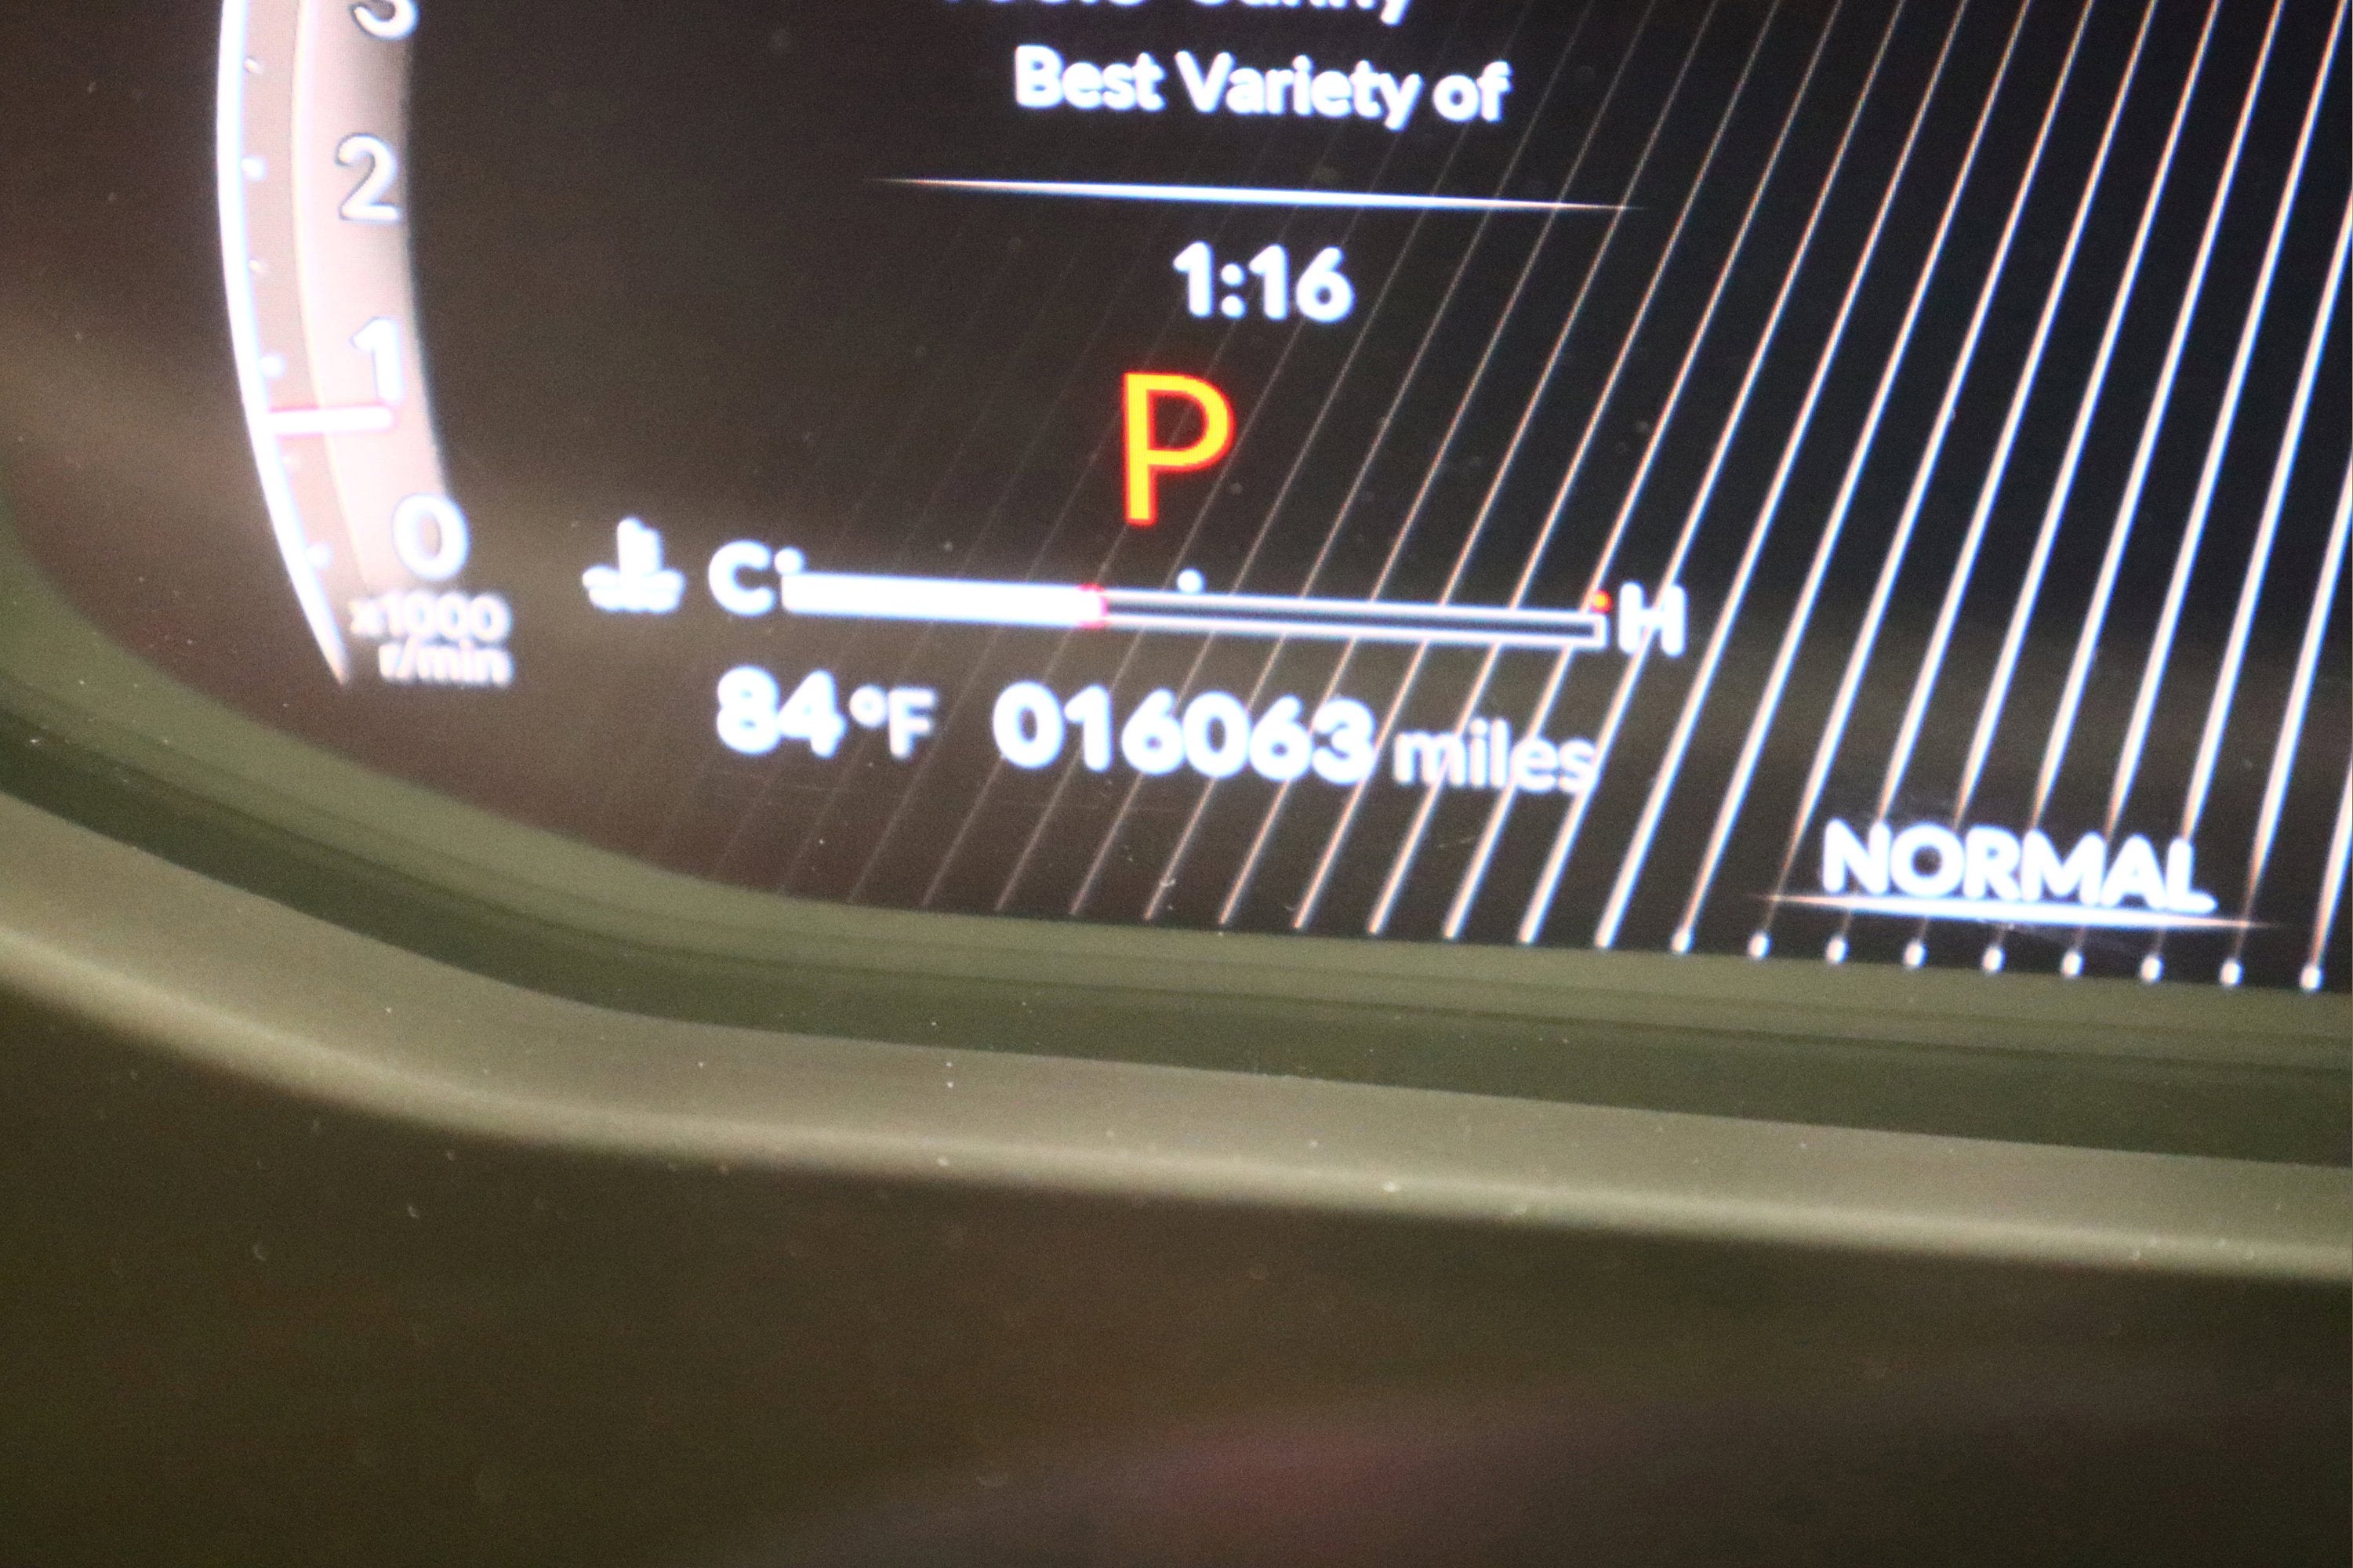 3
Best Variety of
2
1:16
1
P
0
x1000
r/min
C H
84°F 016063 miles
NORMAL